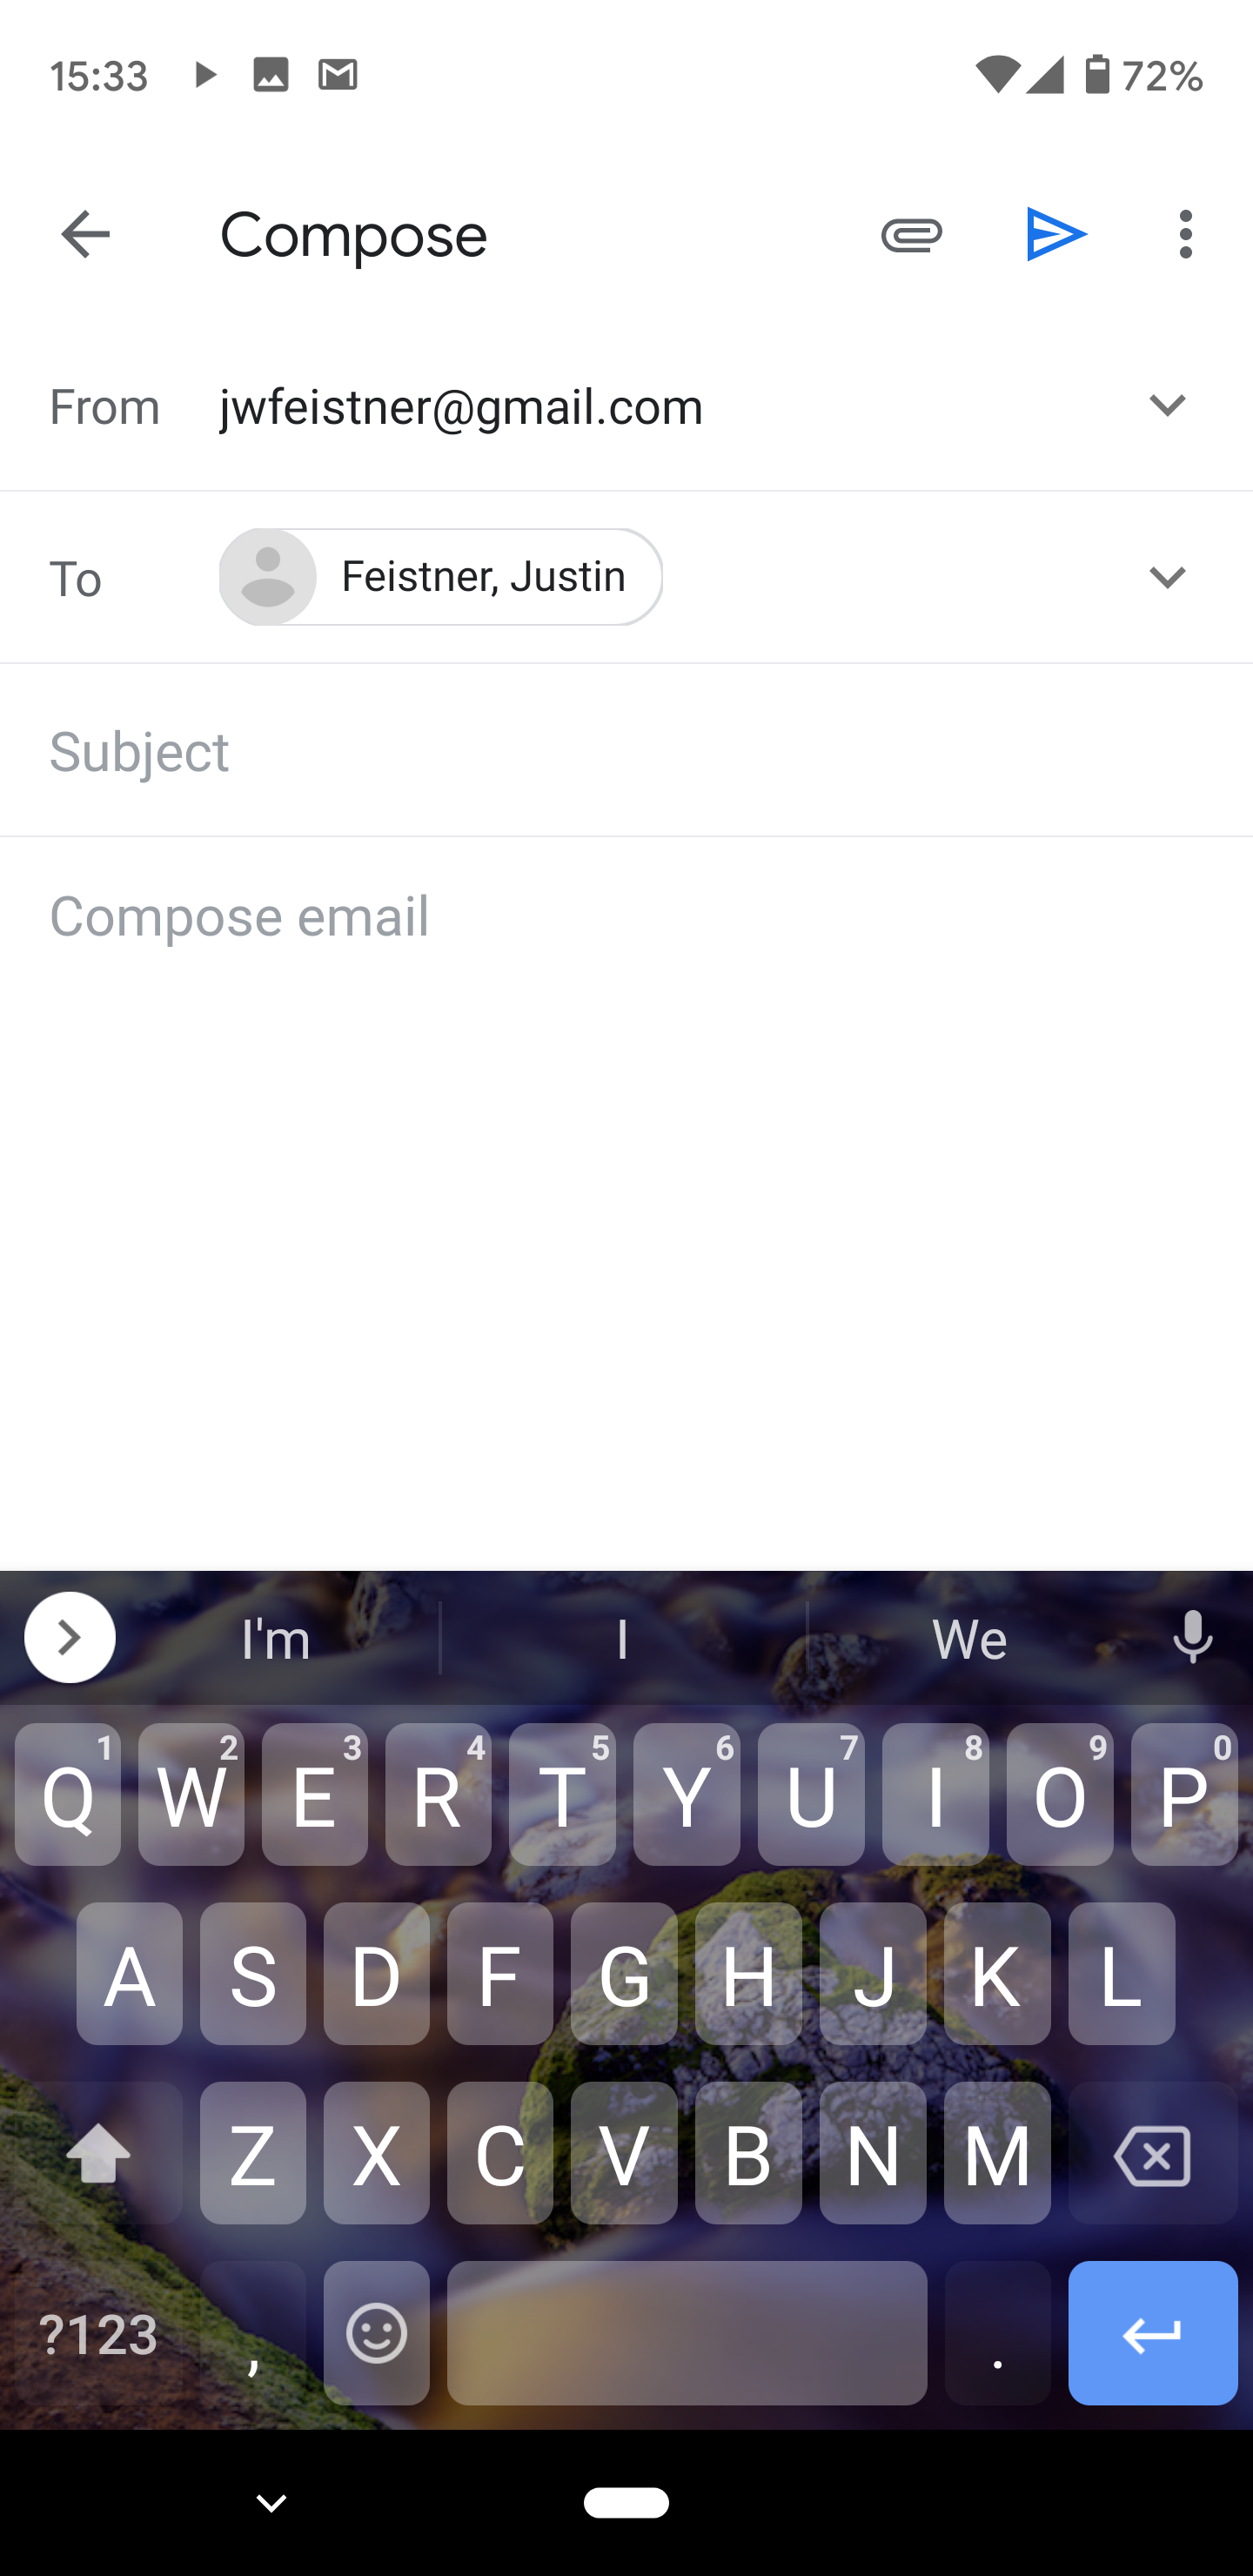 15:33 72%
Compose
From jwfeistner@gmail.com
To Feistner, Justin
Subject
Compose email
I'm I We
1 2 3 4 5 6 7 8 9 0
Q W E R T Y U I O P
A S D F G H J K L
Z X C V B N M
?123 , .